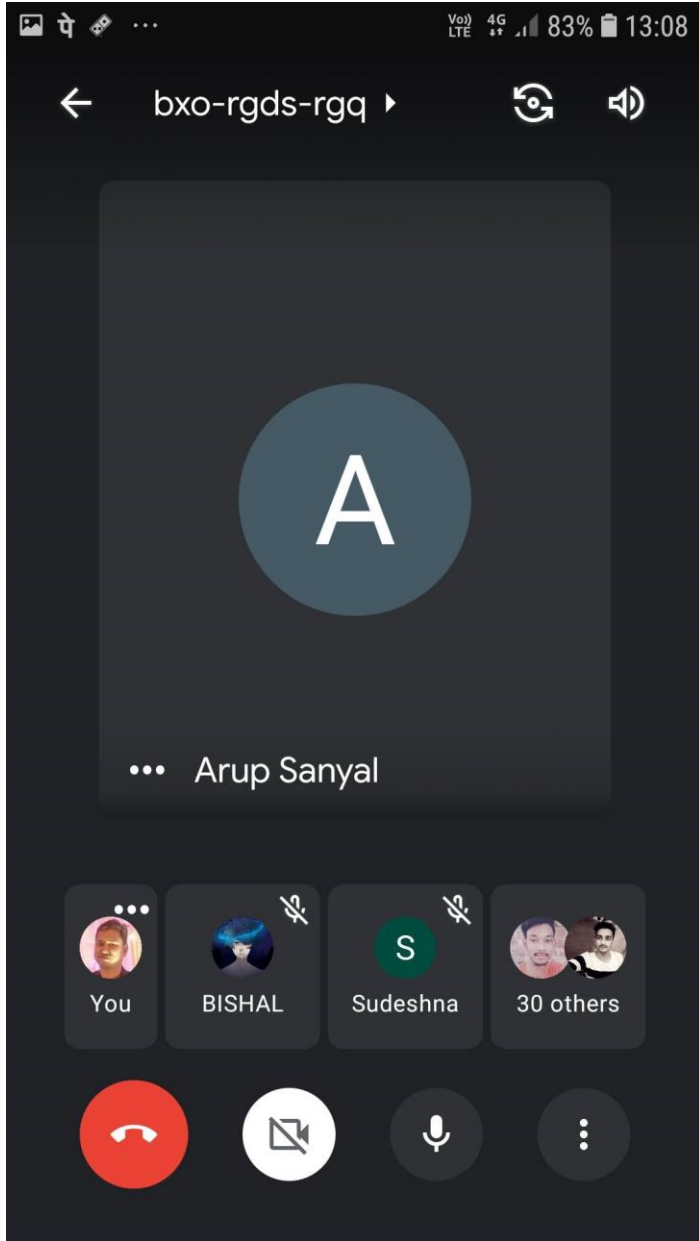 पे ... Vo)) LTE 4G 83% 13:08
bxo-rgds-rgq
A
Arup Sanyal
S
You BISHAL Sudeshna 30 others